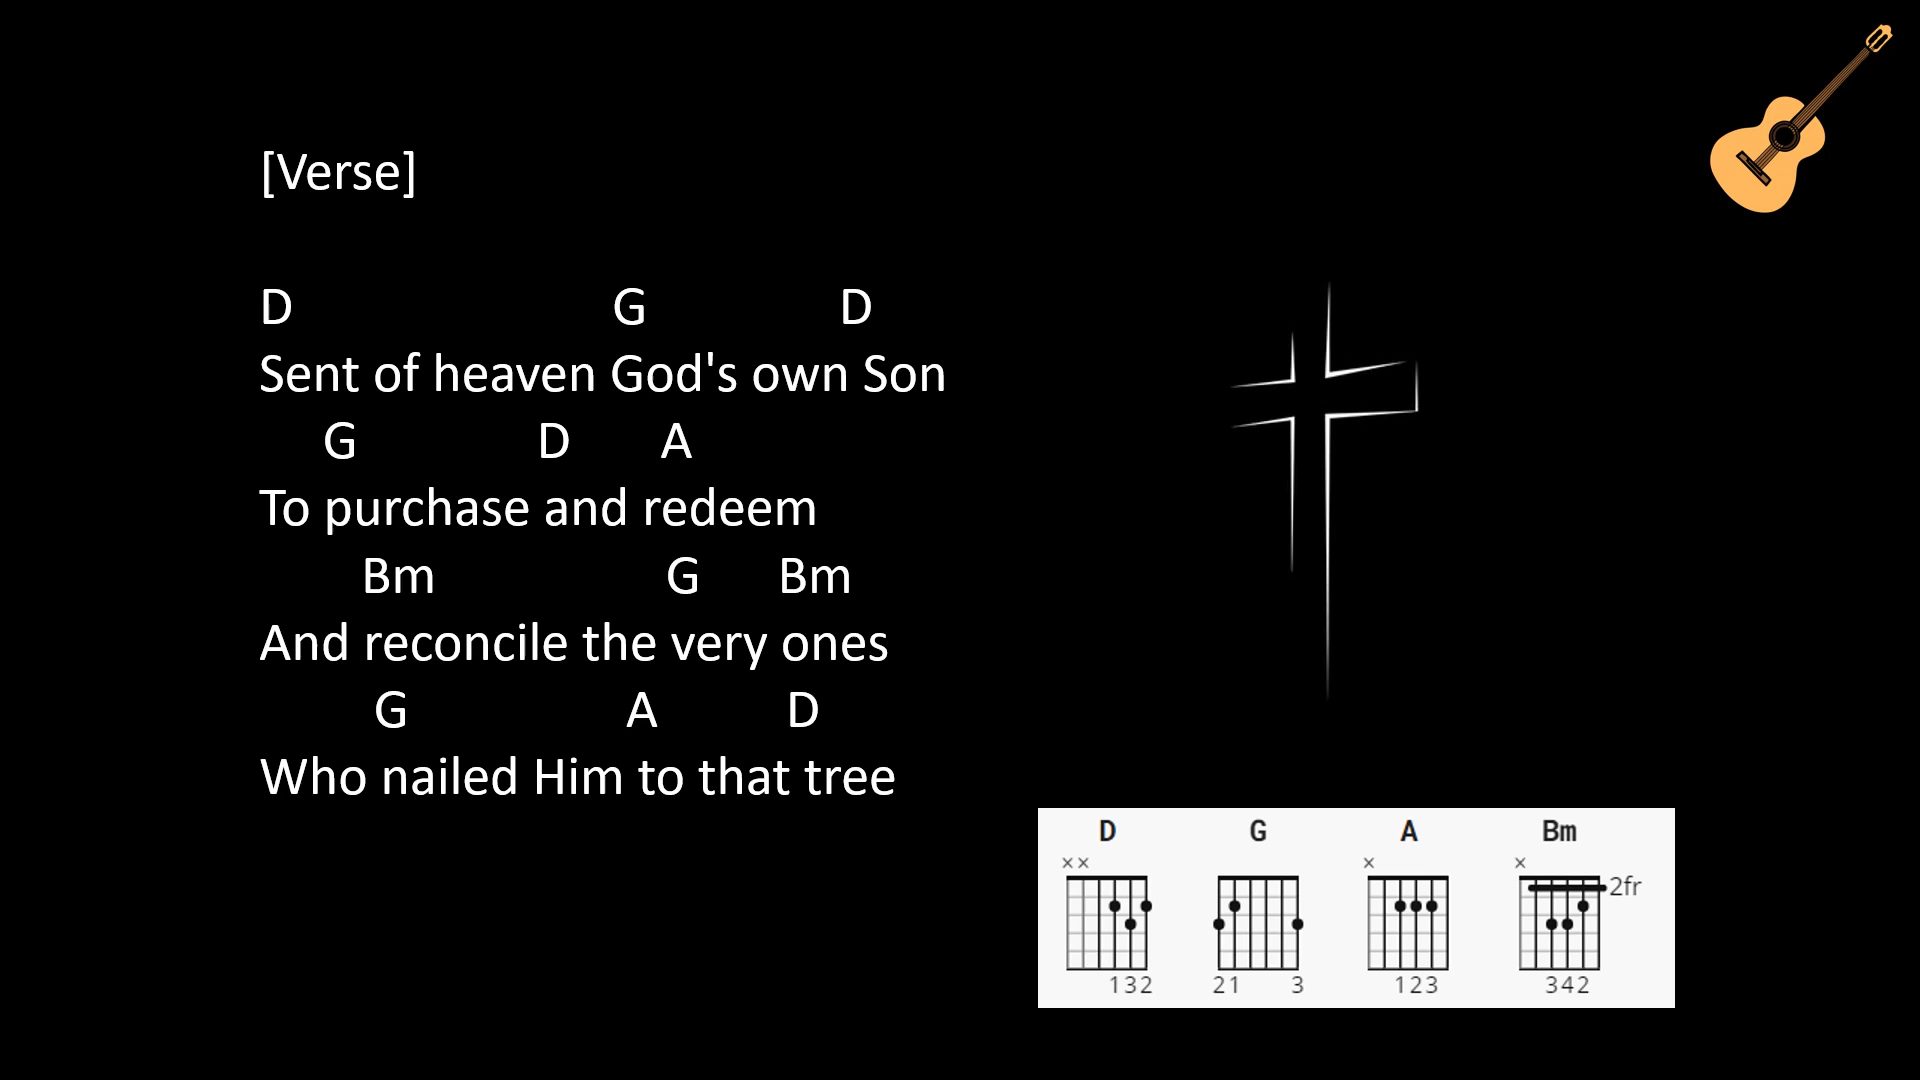 [Verse]
D G D
Sent of heaven God's own Son
G D A
To purchase and redeem
Bm G Bm
And reconcile the very ones
G A D
Who nailed Him to that tree
D G A Bm
×× × ×
2fr
132 21 3 123 342